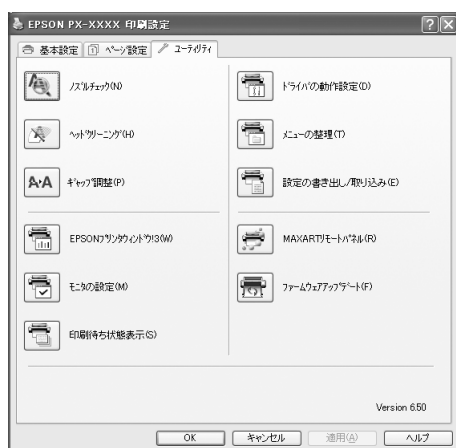 EPSON PX-XXXX 印刷設定
基本設定 ページ設定 ユーティリティ
ノズルチェック(N)
ヘッドクリーニング(H)
ギャップ調整(P)
EPSONプリンタウィンドウ!3(W)
モニタの設定(M)
印刷待ち状態表示(S)
ドライバの動作設定(D)
メニューの整理(T)
設定の書き出し/取り込み(E)
MAXARTリモートパネル(R)
ファームウェアアップデート(F)
Version 6.50
OK キャンセル 適用(A) ヘルプ